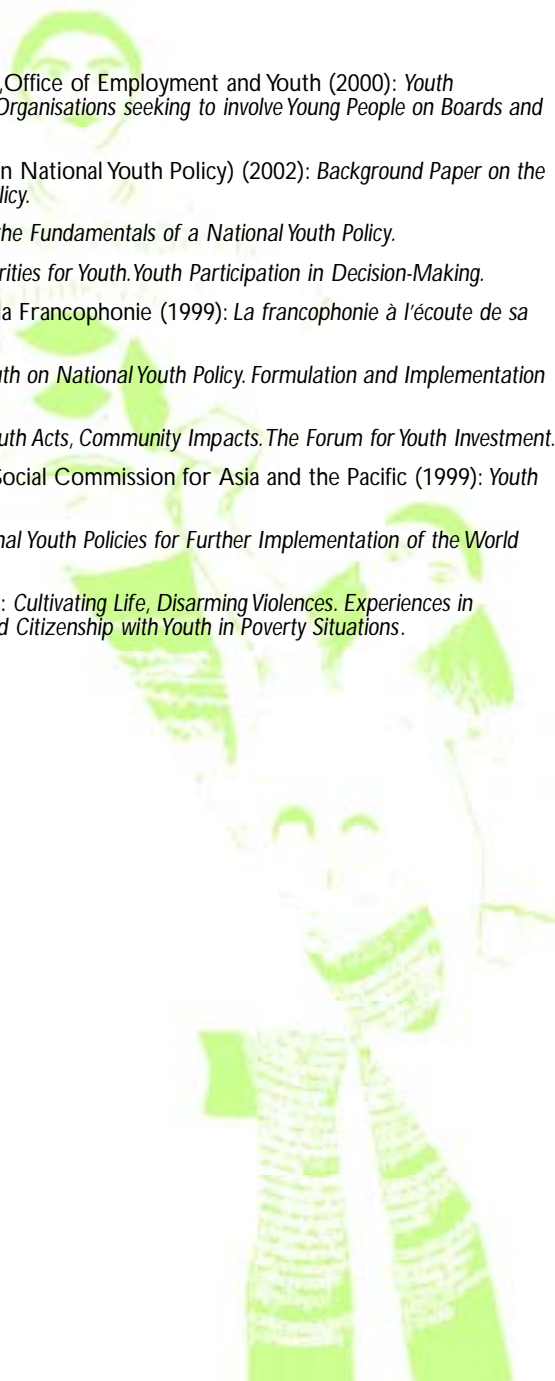 ,Office of Employment and Youth (2000): Youth
Organisations seeking to involve Young People on Boards and
n National Youth Policy) (2002): Background Paper on the
licy.
the Fundamentals of a National Youth Policy.
rities for Youth. Youth Participation in Decision-Making.
la Francophonie (1999): La francophonie à l'écoute de sa
uth on National Youth Policy. Formulation and Implementation
uth Acts, Community Impacts. The Forum for Youth Investment.
Social Commission for Asia and the Pacific (1999): Youth
nal Youth Policies for Further Implementation of the World
: Cultivating Life, Disarming Violences. Experiences in
d Citizenship with Youth in Poverty Situations.